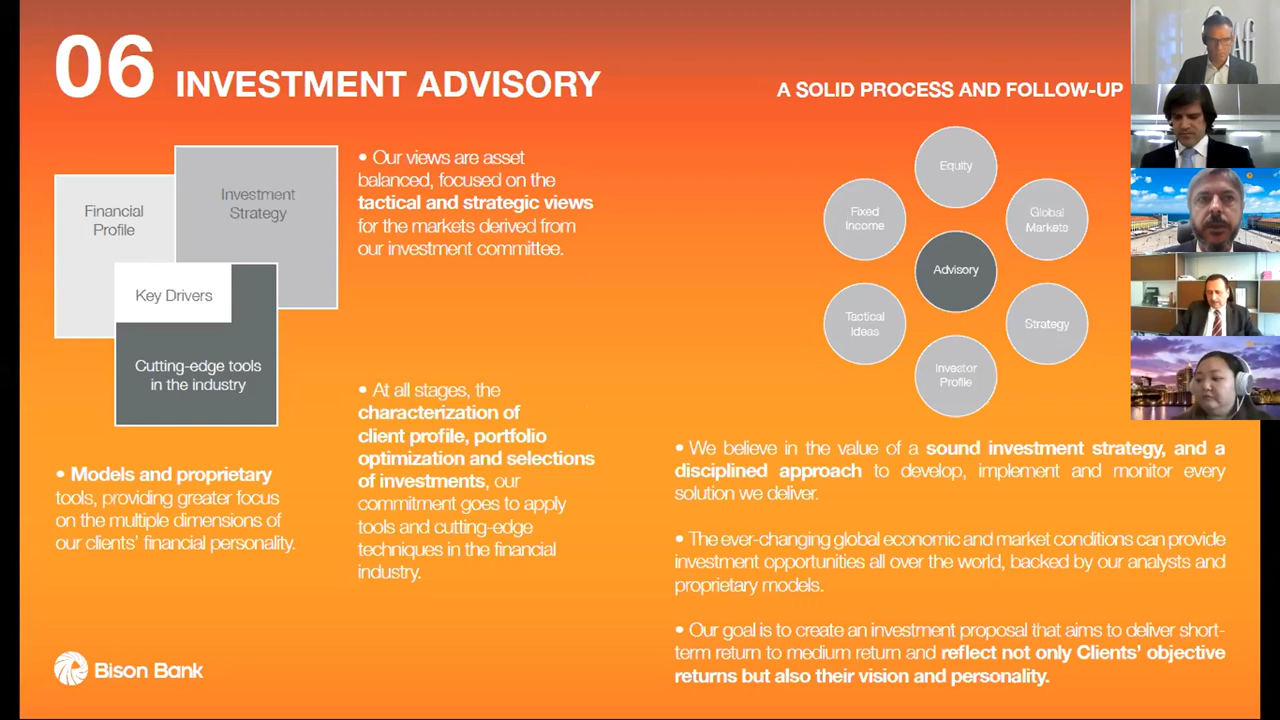 06 INVESTMENT ADVISORY
A SOLID PROCESS AND FOLLOW-UP
Financial
Profile
Investment
Strategy
Key Drivers
Cutting-edge tools
in the industry
• Models and proprietary
tools, providing greater focus
on the multiple dimensions of
our clients' financial personality.
• Our views are asset
balanced, focused on the
tactical and strategic views
for the markets derived from
our investment committee.
• At all stages, the
characterization of
client profile, portfolio
optimization and selections
of investments, our
commitment goes to apply
tools and cutting-edge
techniques in the financial
industry.
Equity
Fixed
Income
Global
Markets
Advisory
Tactical
Ideas
Strategy
Investor
Profile
• We believe in the value of a sound investment strategy, and a
disciplined approach to develop, implement and monitor every
solution we deliver.
• The ever-changing global economic and market conditions can provide
investment opportunities all over the world, backed by our analysts and
proprietary models.
• Our goal is to create an investment proposal that aims to deliver short-
term return to medium return and reflect not only Clients' objective
returns but also their vision and personality.
Bison Bank